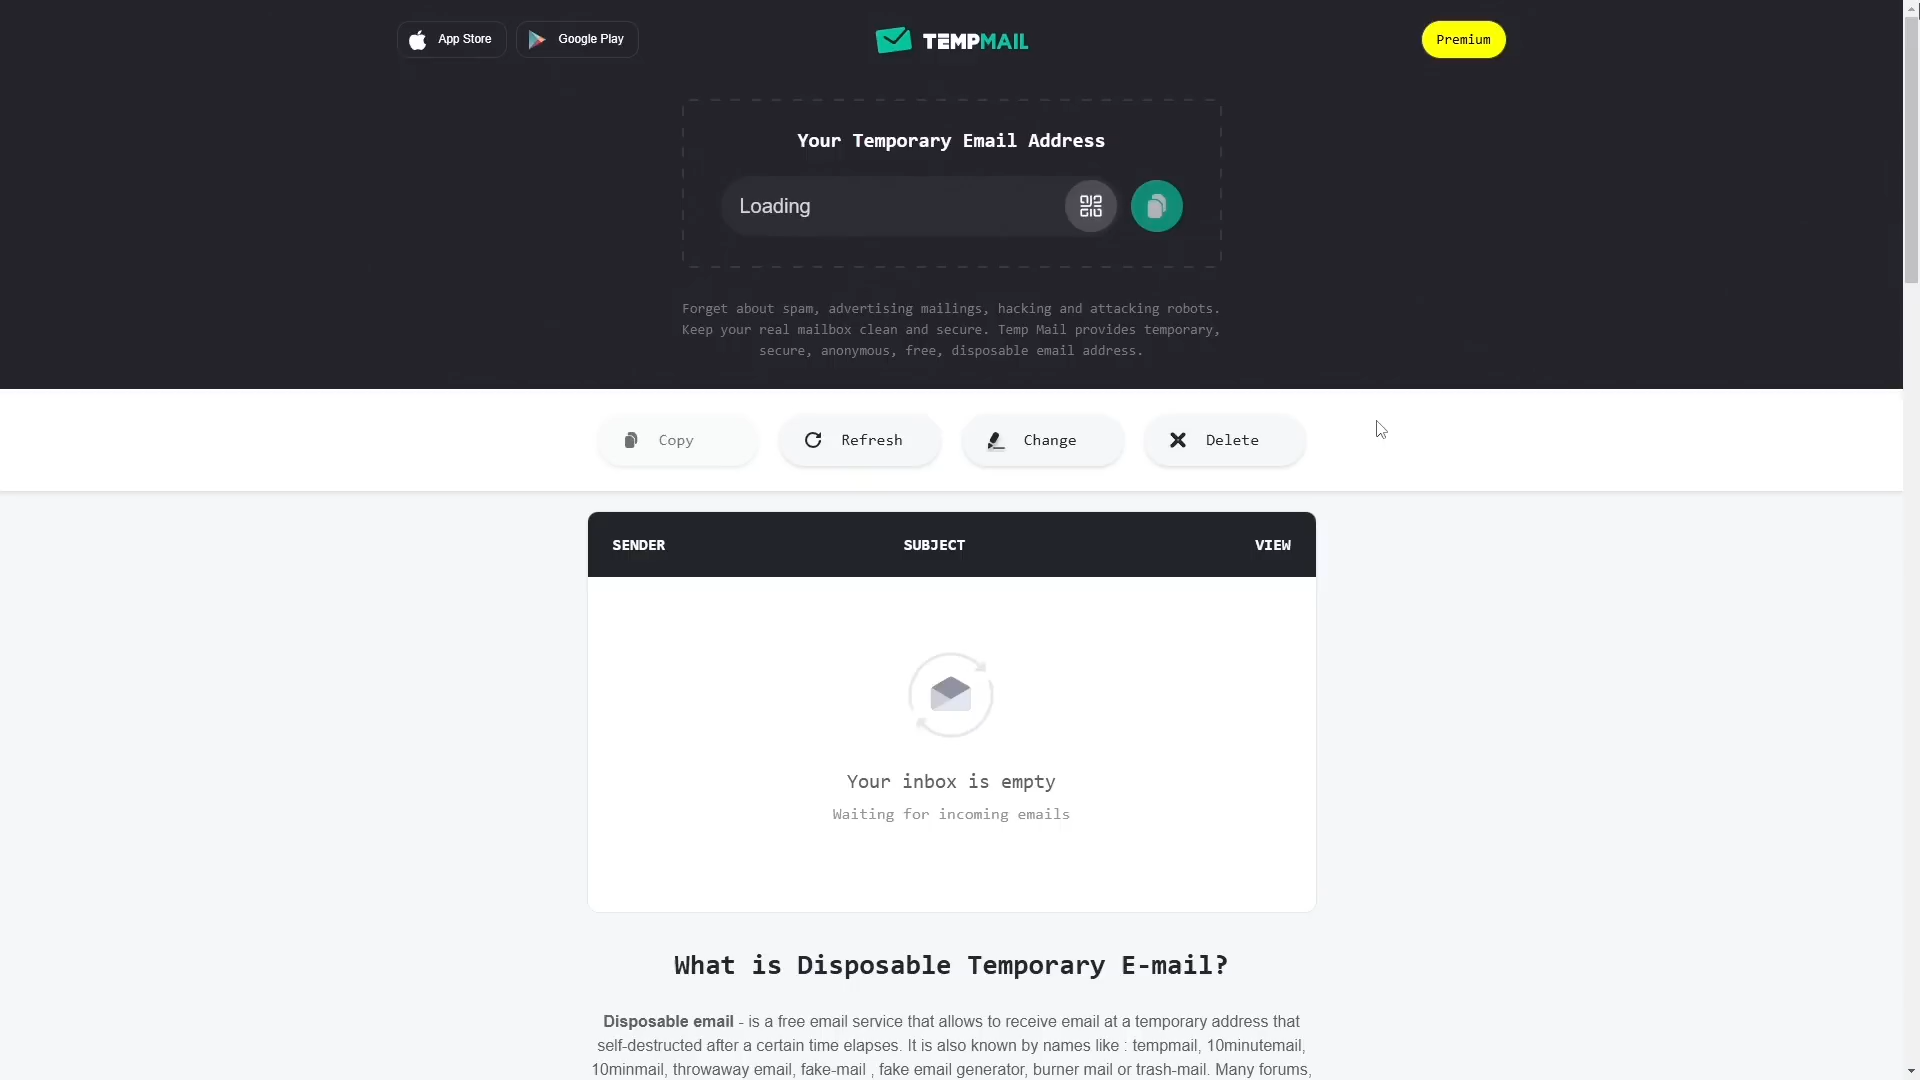 App Store
Google Play
TEMPMAIL
Premium
Your Temporary Email Address
Loading
Forget about spam, advertising mailings, hacking and attacking robots.
Keep your real mailbox clean and secure. Temp Mail provides temporary,
secure, anonymous, free, disposable email address.
Copy
Refresh
Change
Delete
SENDER
SUBJECT
VIEW
Your inbox is empty
Waiting for incoming emails
What is Disposable Temporary E-mail?
Disposable email - is a free email service that allows to receive email at a temporary address that
self-destructed after a certain time elapses. It is also known by names like : tempmail, 10minutemail,
10minmail, throwaway email, fake-mail , fake email generator, burner mail or trash-mail. Many forums,